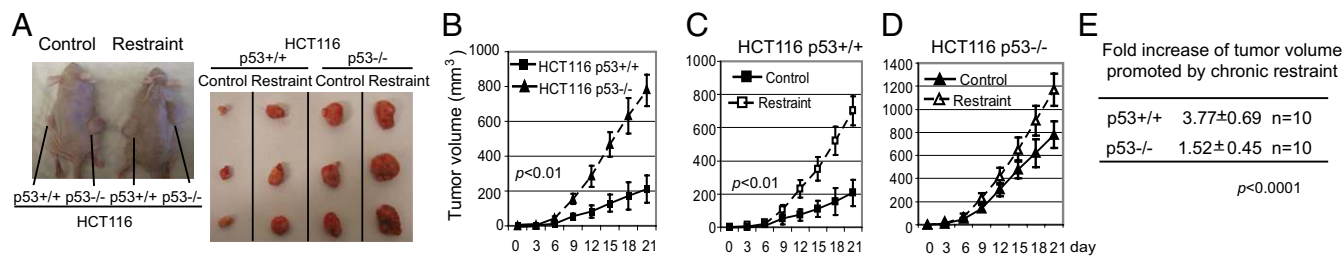 A
Control Restraint
p53+/+ p53-/- p53+/+ p53-/-
HCT116
HCT116
p53+/+ p53-/-
Control Restraint Control Restraint
B
Tumor volume (mm3)
1000
800
600
400
200
0
HCT116 p53+/+
HCT116 p53-/-
p<0.01
0 3 6 9 12 15 18 21
C
HCT116 p53+/+
1000
800
600
400
200
0
Control
Restraint
p<0.01
0 3 6 9 12 15 18 21
D
HCT116 p53-/-
1400
1200
1000
800
600
400
200
0
Control
Restraint
0 3 6 9 12 15 18 21 day
E
Fold increase of tumor volume
promoted by chronic restraint
p53+/+ 3.77±0.69 n=10
p53-/- 1.52±0.45 n=10
p<0.0001